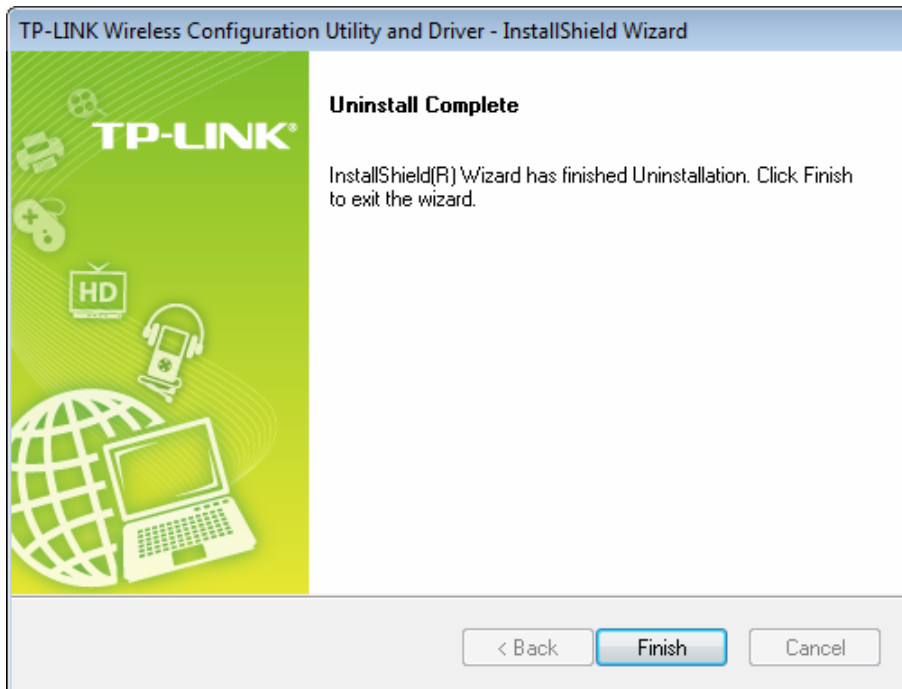 TP-LINK Wireless Configuration Utility and Driver - InstallShield Wizard
TP-LINK®
HD
Uninstall Complete
InstallShield(R) Wizard has finished Uninstallation. Click Finish
to exit the wizard.
< Back
Finish
Cancel